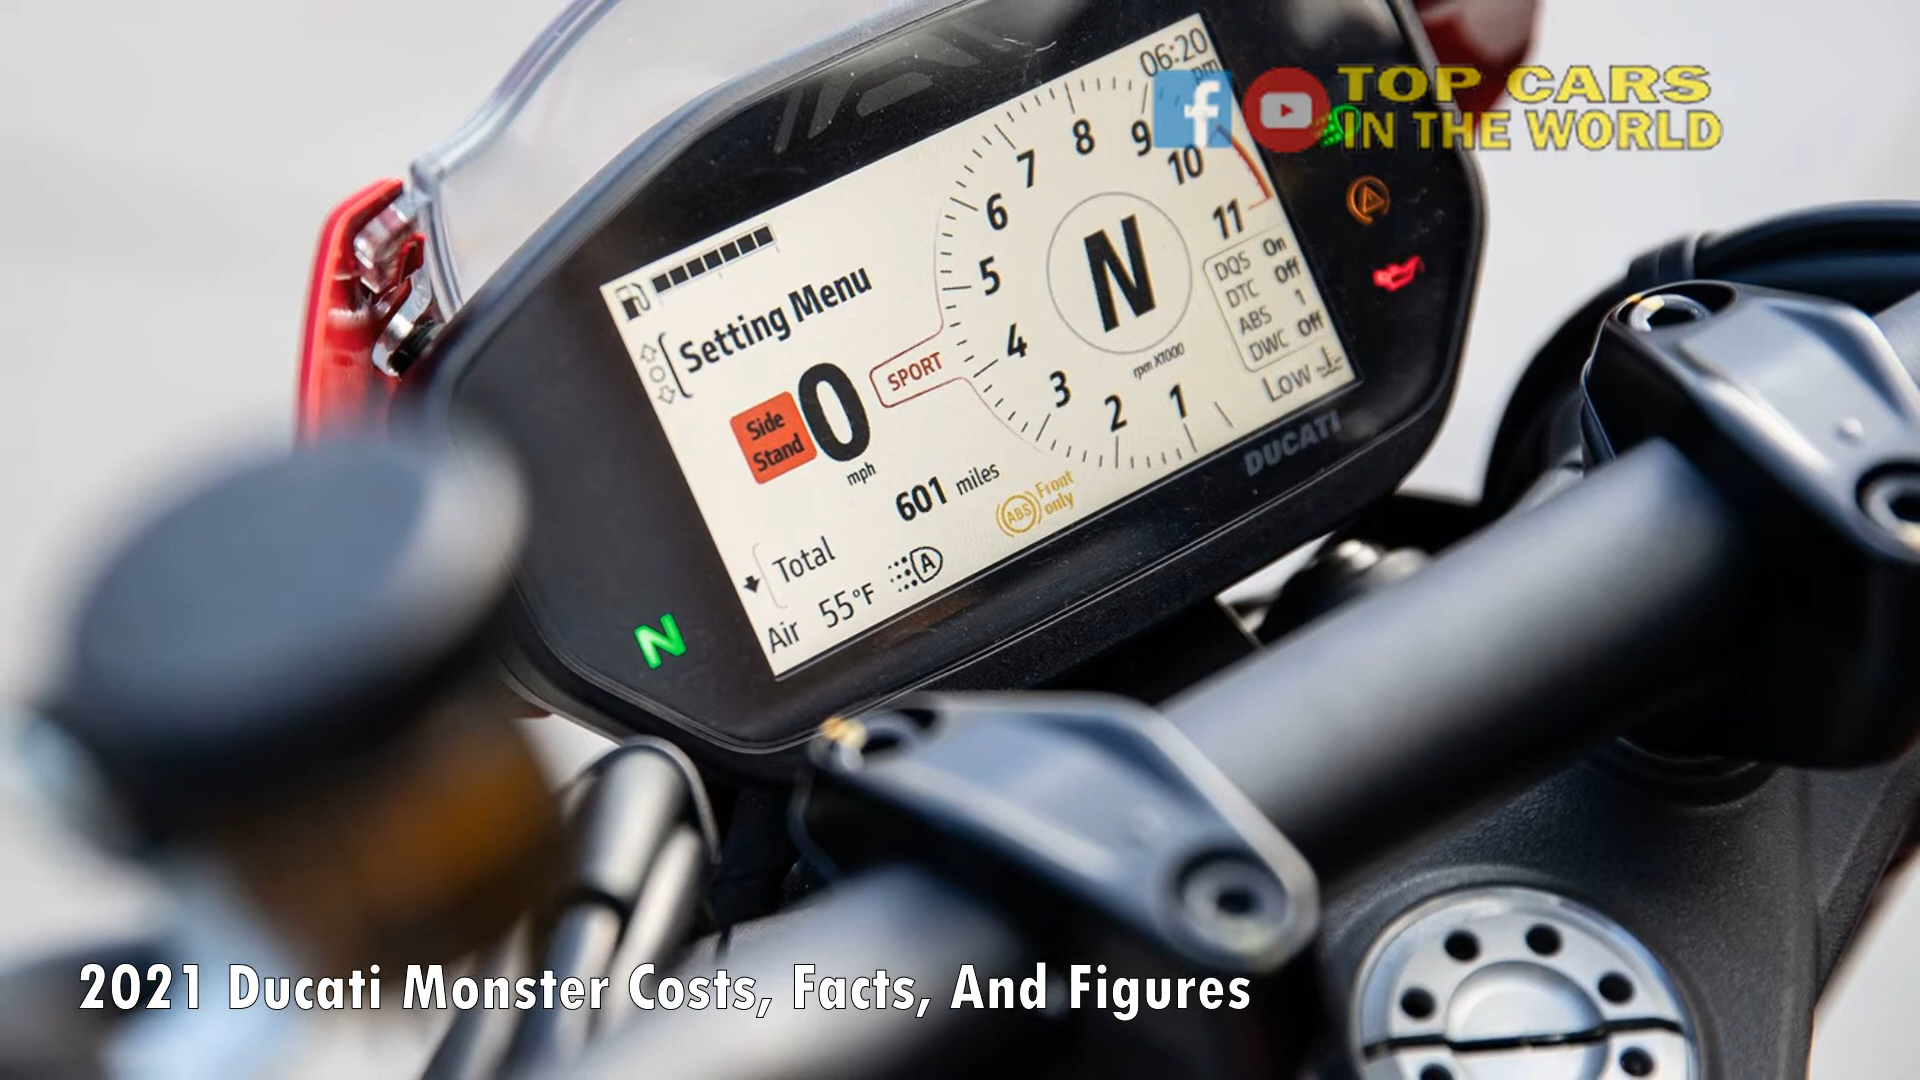 06:20
pm
f
TOP CARS
IN THE WORLD
Setting Menu
Side
Stand
0
mph
SPORT
1
2
3
4
5
6
7
8
9
10
11
N
rpm X1000
DQS On
DTC Off
ABS 1
DWC Off
Low
DUCATI
601 miles
ABS Front
only
Total
A
Air 55°F
N
2021 Ducati Monster Costs, Facts, And Figures